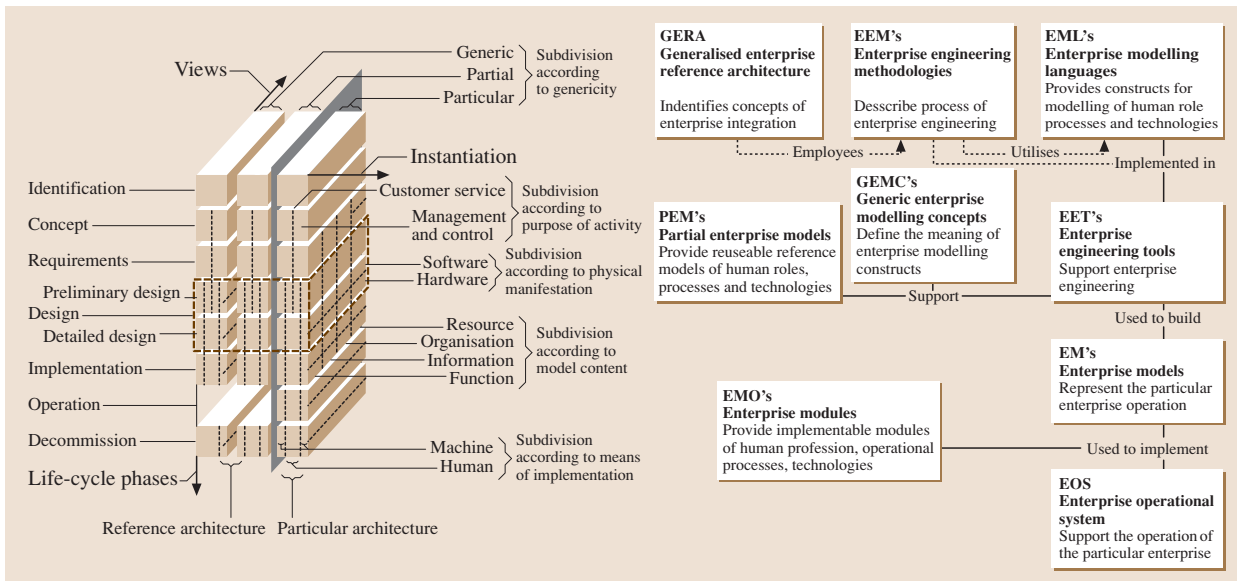 Views
Generic
Partial
Particular
Subdivision
according
to genericity
Instantiation
Identification
Concept
Requirements
Preliminary design
Design
Detailed design
Implementation
Operation
Decommission
Life-cycle phases
Customer service
Management
and control
Subdivision
according to
purpose of activity
Software
Hardware
Subdivision
according to physical
manifestation
Resource
Organisation
Information
Function
Subdivision
according to
model content
Machine
Human
Subdivision
according to means
of implementation
Reference architecture
Particular architecture
GERA
Generalised enterprise
reference architecture
Indentifies concepts of
enterprise integration
EEM's
Enterprise engineering
methodologies
Desscribe process of
enterprise engineering
EML's
Enterprise modelling
languages
Provides constructs for
modelling of human role
processes and technologies
Employees
Utilises
Implemented in
PEM's
Partial enterprise models
Provide reuseable reference
models of human roles,
processes and technologies
GEMC's
Generic enterprise
modelling concepts
Define the meaning of
enterprise modelling
constructs
EET's
Enterprise
engineering tools
Support enterprise
engineering
Support
Used to build
EM's
Enterprise models
Represent the particular
enterprise operation
EMO's
Enterprise modules
Provide implementable modules
of human profession, operational
processes, technologies
Used to implement
EOS
Enterprise operational
system
Support the operation of
the particular enterprise